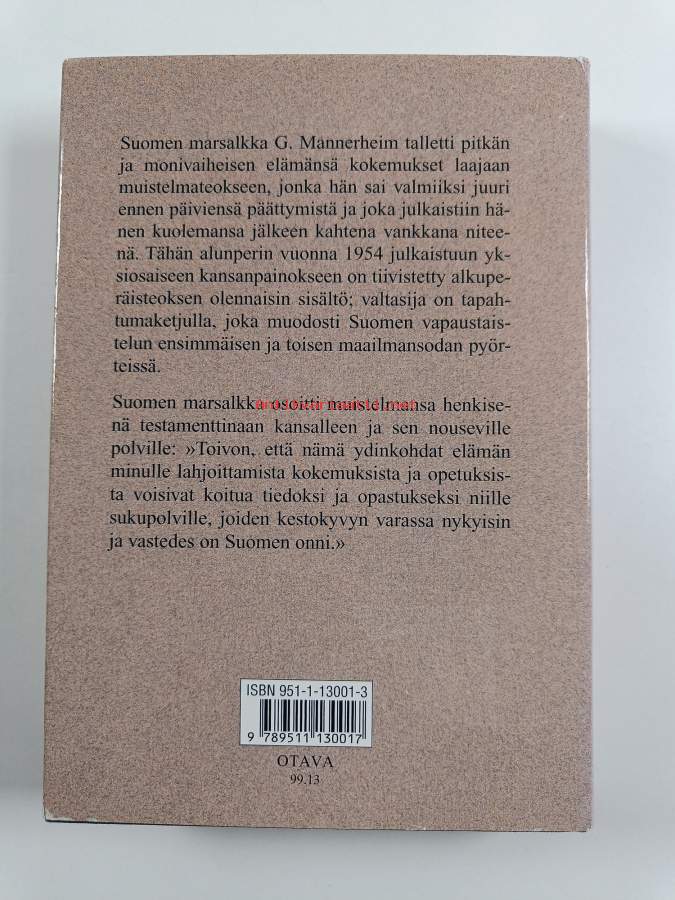 Suomen marsalkka G. Mannerheim talletti pitkän
ja monivaiheisen elämänsä kokemukset laajaan
muistelmateokseen, jonka hän sai valmiiksi juuri
ennen päiviensä päättymistä ja joka julkaistiin hä-
nen kuolemansa jälkeen kahtena vankkana nitee-
nä. Tähän alunperin vuonna 1954 julkaistuun yk-
siosaiseen kansanpainokseen on tiivistetty alkupe-
räisteoksen olennaisin sisältö; valtasija on tapah-
tumaketjulla, joka muodosti Suomen vapaustais-
telun ensimmäisen ja toisen maailmansodan pyör-
teissä.
Suomen marsalkka osoitti muistelmansa henkise-
nä testamenttinaan kansalleen ja sen nouseville
polville: »Toivon, että nämä ydinkohdat elämän
minulle lahjoittamista kokemuksista ja opetuksis-
ta voisivat koitua tiedoksi ja opastukseksi niille
sukupolville, joiden kestokyvyn varassa nykyisin
ja vastedes on Suomen onni.»
ISBN 951-1-13001-3
9 789511 130017
OTAVA
99.13